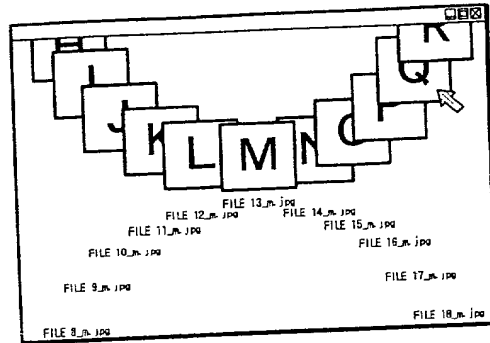 R
Q
I
P
J
O
K
N
L
M
FILE 13_m.jpg
FILE 12_m.jpg
FILE 14_m.jpg
FILE 11_m.jpg
FILE 15_m.jpg
FILE 10_m.jpg
FILE 16_m.jpg
FILE 9_m.jpg
FILE 17_m.jpg
FILE 8_m.jpg
FILE 18_m.jpg